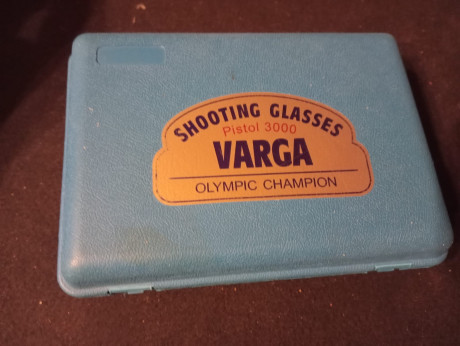 SHOOTING GLASSES
Pistol 3000
VARGA
OLYMPIC CHAMPION